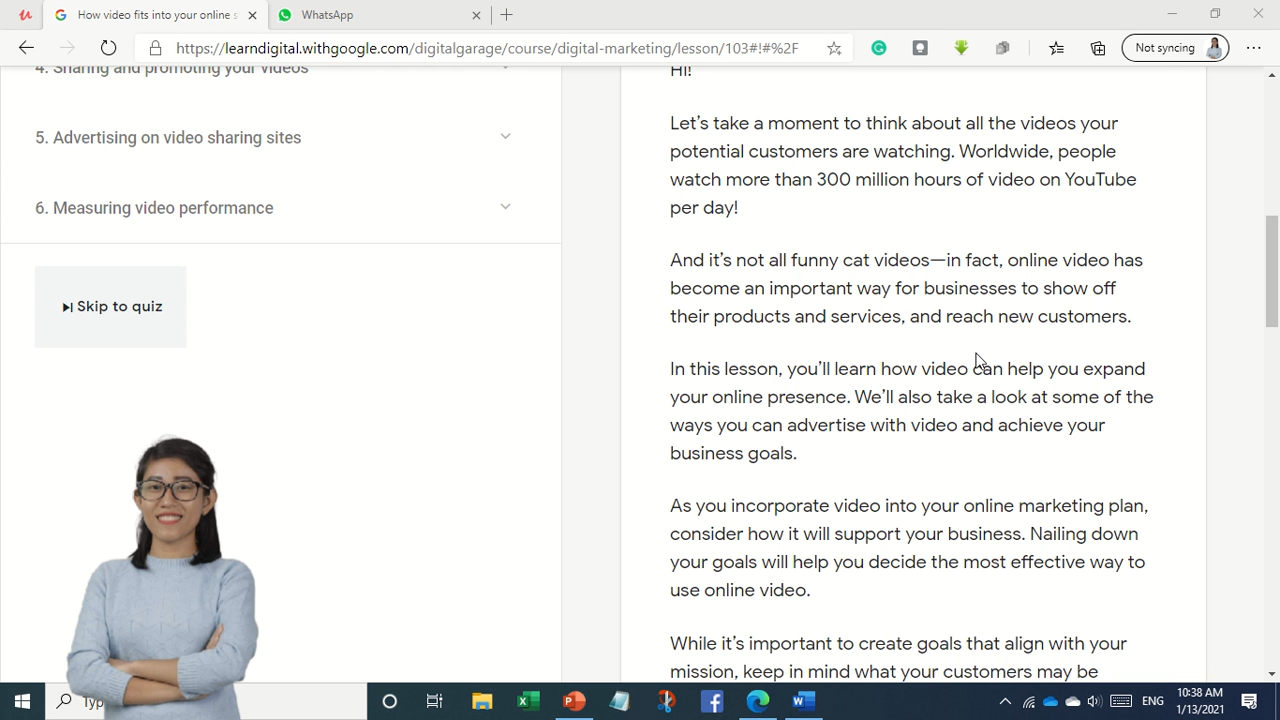 How video fits into your online s
WhatsApp
https://learndigital.withgoogle.com/digitalgarage/course/digital-marketing/lesson/103#!#%2F
Not syncing
4. Sharing and promoting your videos
5. Advertising on video sharing sites
6. Measuring video performance
Skip to quiz
Hi!
Let's take a moment to think about all the videos your
potential customers are watching. Worldwide, people
watch more than 300 million hours of video on YouTube
per day!
And it's not all funny cat videos—in fact, online video has
become an important way for businesses to show off
their products and services, and reach new customers.
In this lesson, you'll learn how video can help you expand
your online presence. We'll also take a look at some of the
ways you can advertise with video and achieve your
business goals.
As you incorporate video into your online marketing plan,
consider how it will support your business. Nailing down
your goals will help you decide the most effective way to
use online video.
While it's important to create goals that align with your
mission, keep in mind what your customers may be
Typ
ENG
10:38 AM
1/13/2021